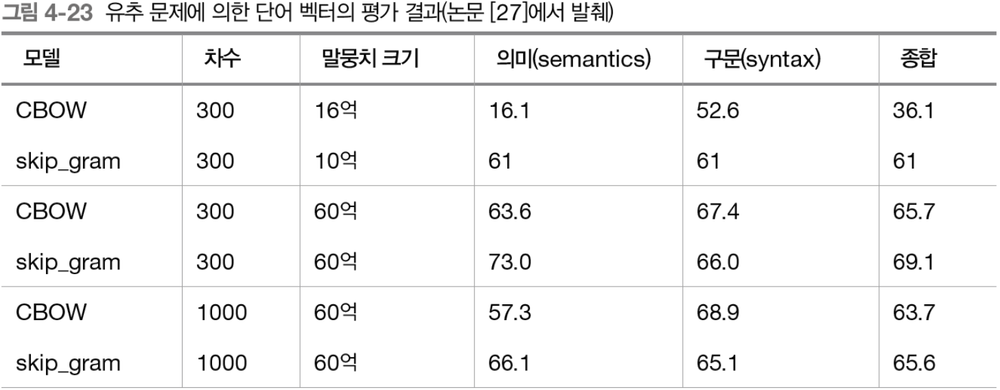 그림 4-23 유추 문제에 의한 단어 벡터의 평가 결과(논문 [27]에서 발췌)
모델 차수 말뭉치 크기 의미(semantics) 구문(syntax) 종합
CBOW 300 16억 16.1 52.6 36.1
skip_gram 300 10억 61 61 61
CBOW 300 60억 63.6 67.4 65.7
skip_gram 300 60억 73.0 66.0 69.1
CBOW 1000 60억 57.3 68.9 63.7
skip_gram 1000 60억 66.1 65.1 65.6